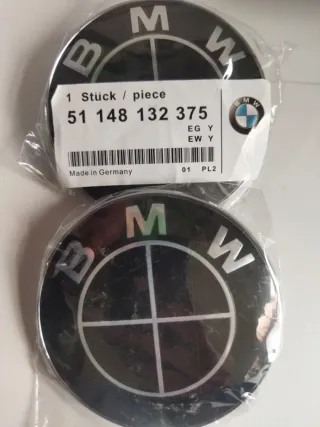 B M W
1 Stück / piece
51 148 132 375
BMW
EG Y
EW Y
Made in Germany
01 PL2
B M W